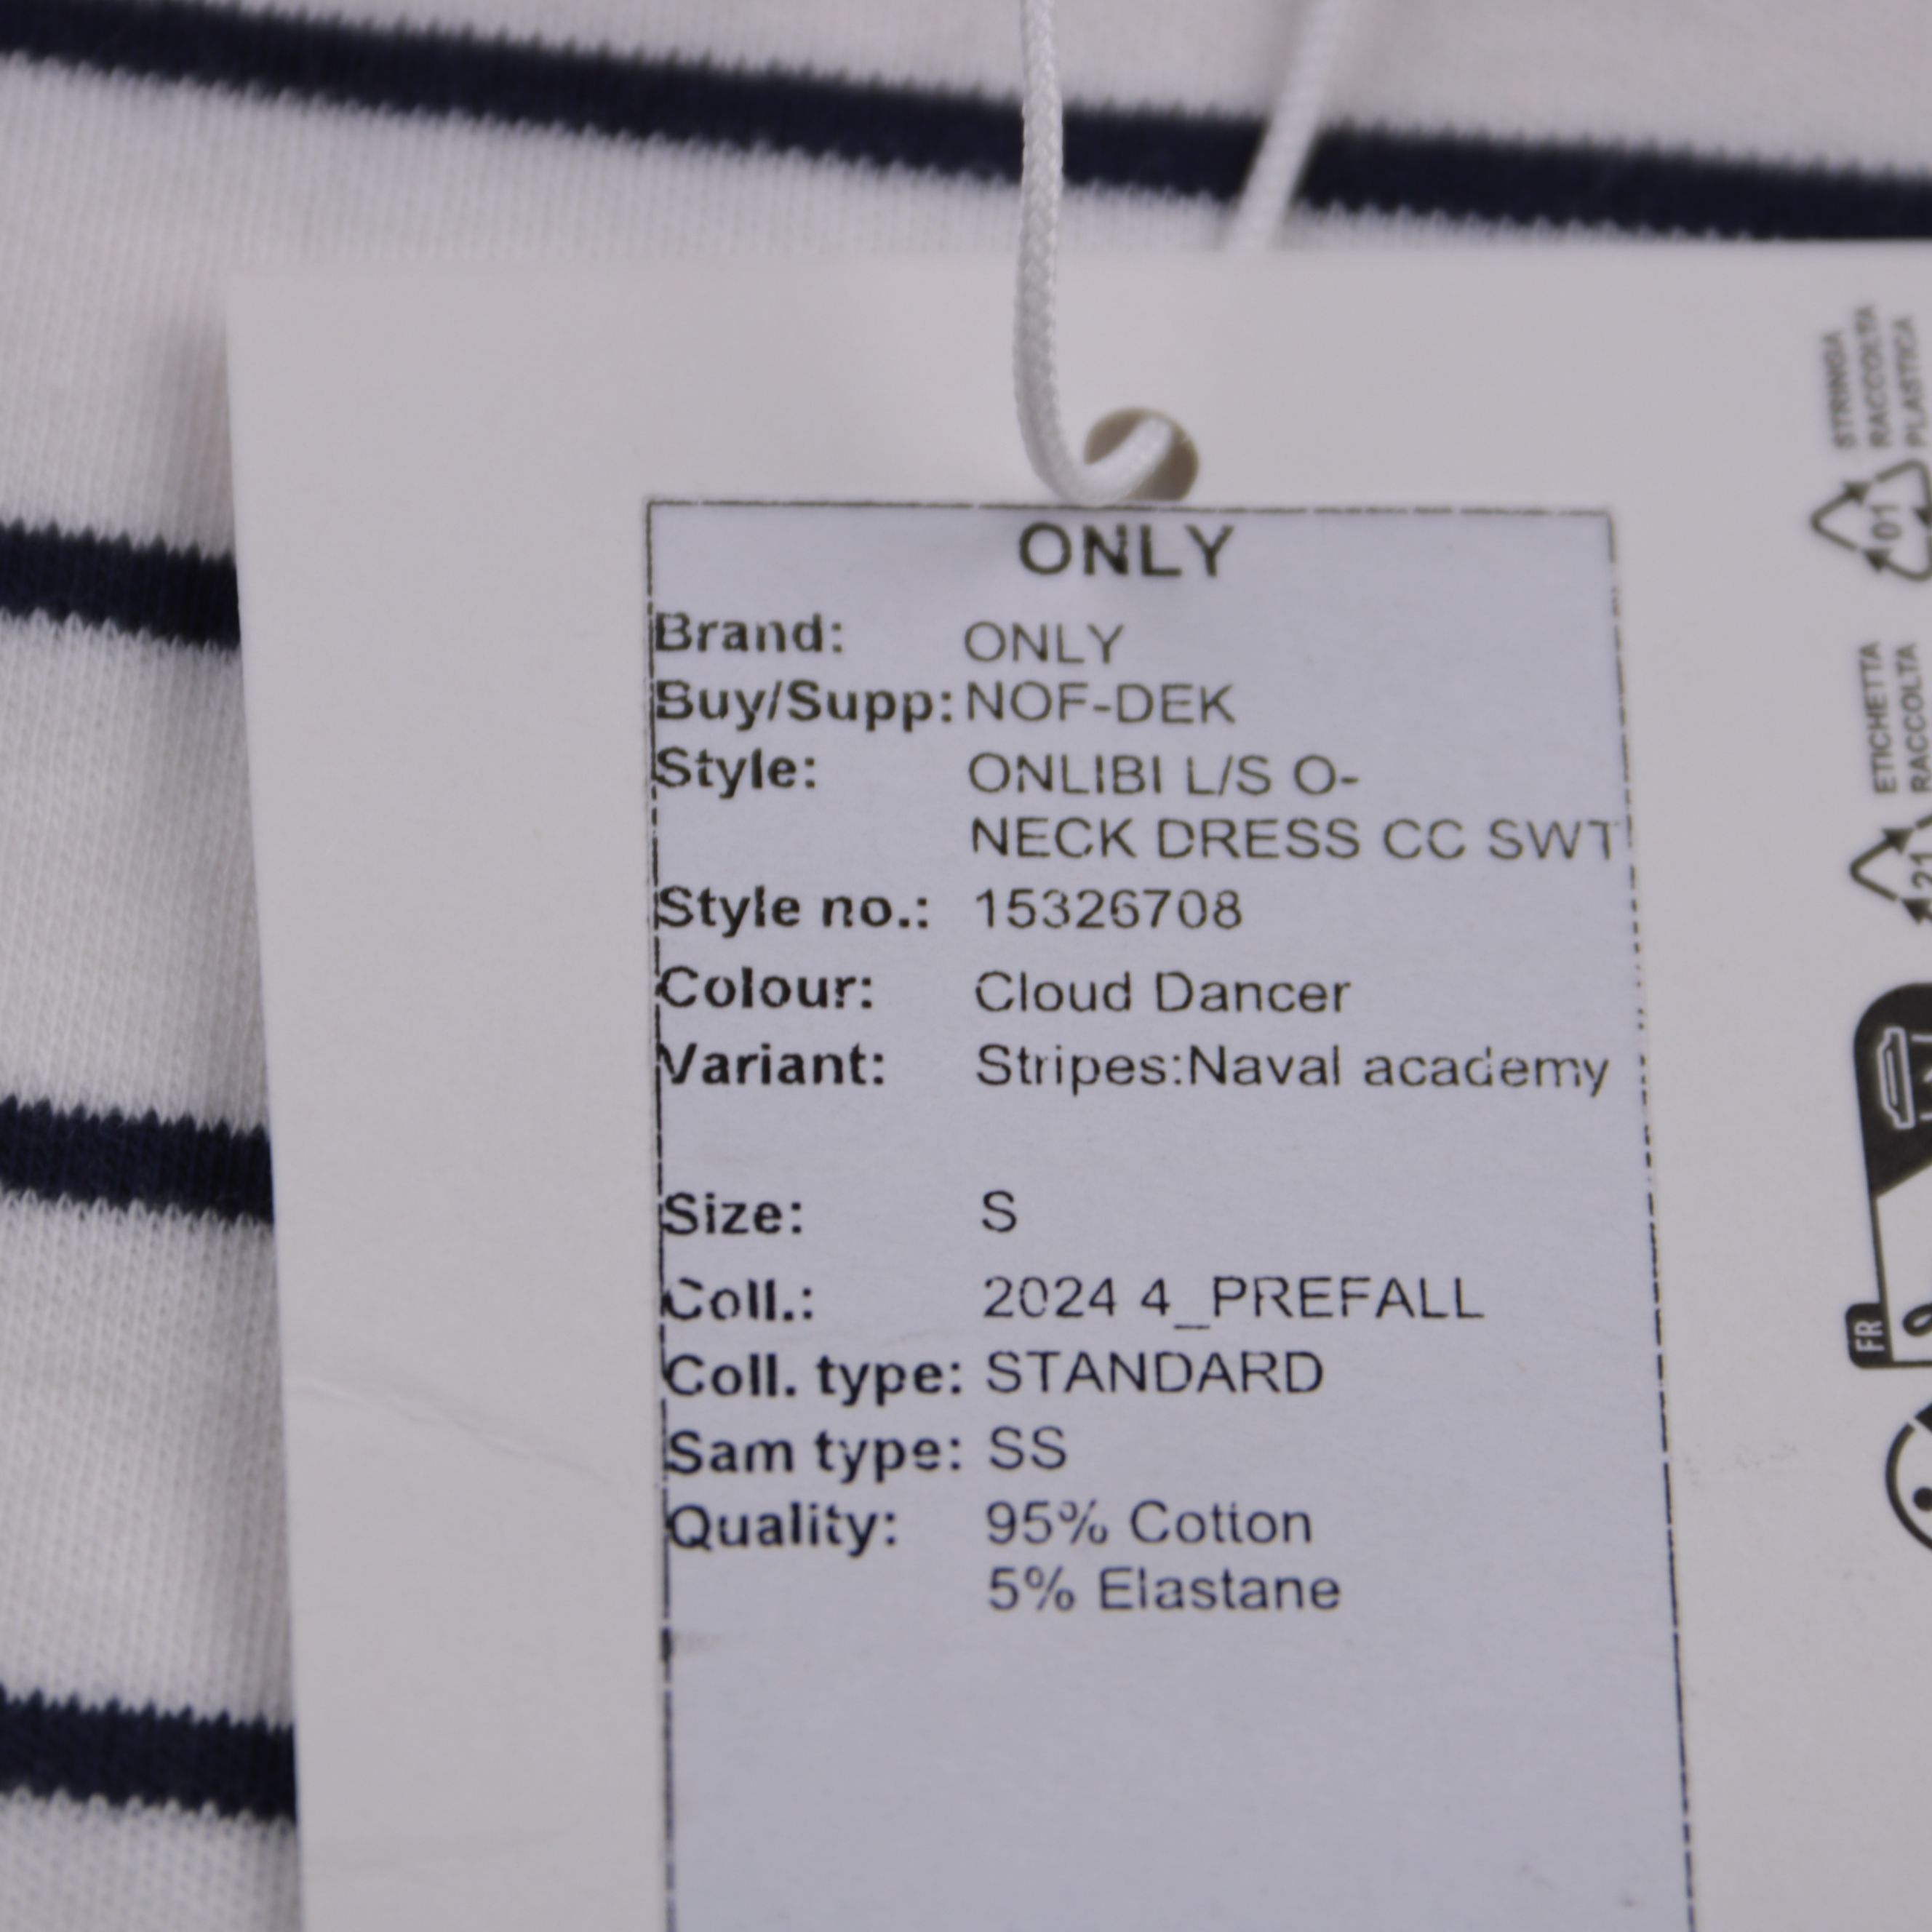 ONLY
Brand: ONLY
Buy/Supp: NOF-DEK
Style: ONLIBI L/S O-
NECK DRESS CC SWT
Style no.: 15326708
Colour: Cloud Dancer
Variant: Stripes:Naval academy
Size: S
Coll.: 2024 4_PREFALL
Coll. type: STANDARD
Sam type: SS
Quality: 95% Cotton
5% Elastane
STRINGA
RACCOLTA
PLASTICA
01
ETICHETTA
RACCOLTA
21
FR